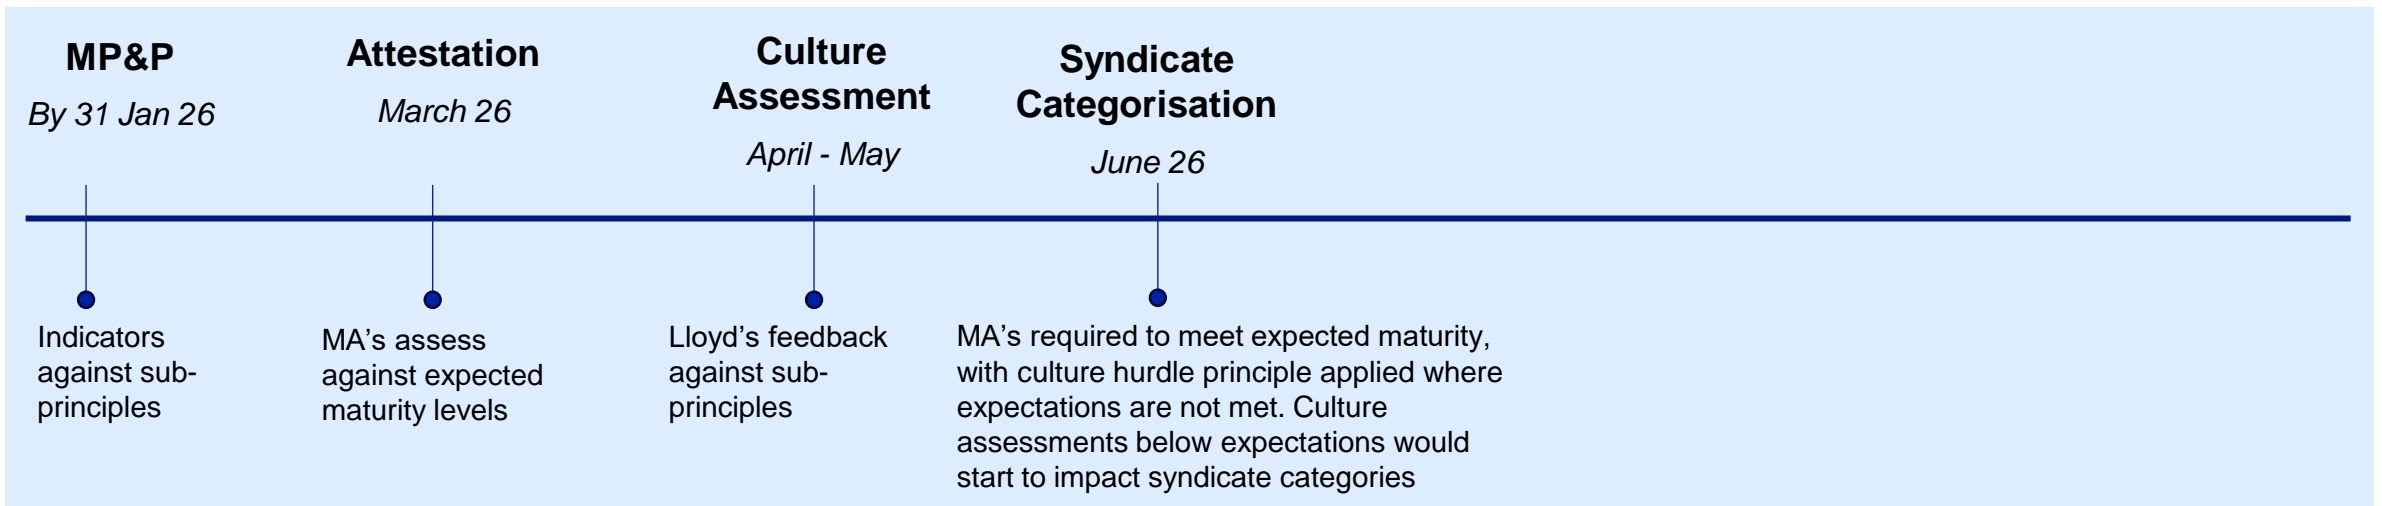 MP&P
By 31 Jan 26
Attestation
March 26
Culture
Assessment
April - May
Syndicate
Categorisation
June 26
Indicators
against sub-
principles
MA’s assess
against expected
maturity levels
Lloyd’s feedback
against sub-
principles
MA’s required to meet expected maturity,
with culture hurdle principle applied where
expectations are not met. Culture
assessments below expectations would
start to impact syndicate categories